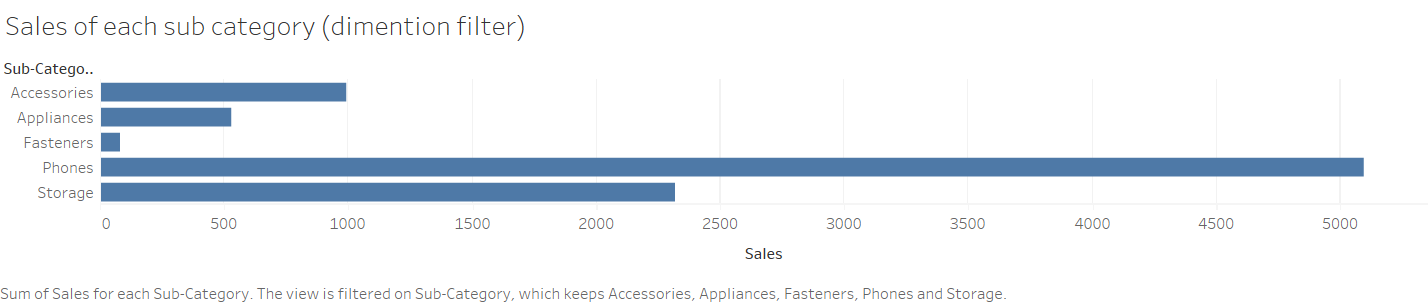 Sales of each sub category (dimention filter)
Sub-Catego..
Accessories
Appliances
Fasteners
Phones
Storage
0 500 1000 1500 2000 2500 3000 3500 4000 4500 5000
Sales
Sum of Sales for each Sub-Category. The view is filtered on Sub-Category, which keeps Accessories, Appliances, Fasteners, Phones and Storage.